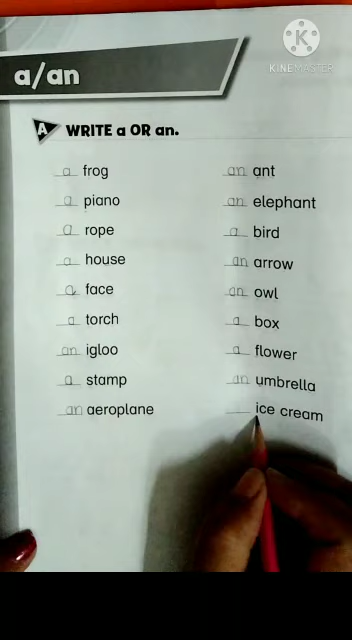 KINEMASTER
a/an
A WRITE a OR an.
a frog
a piano
a rope
a house
a face
a torch
an igloo
a stamp
an aeroplane
an ant
an elephant
a bird
an arrow
an owl
a box
a flower
an umbrella
___ ice cream